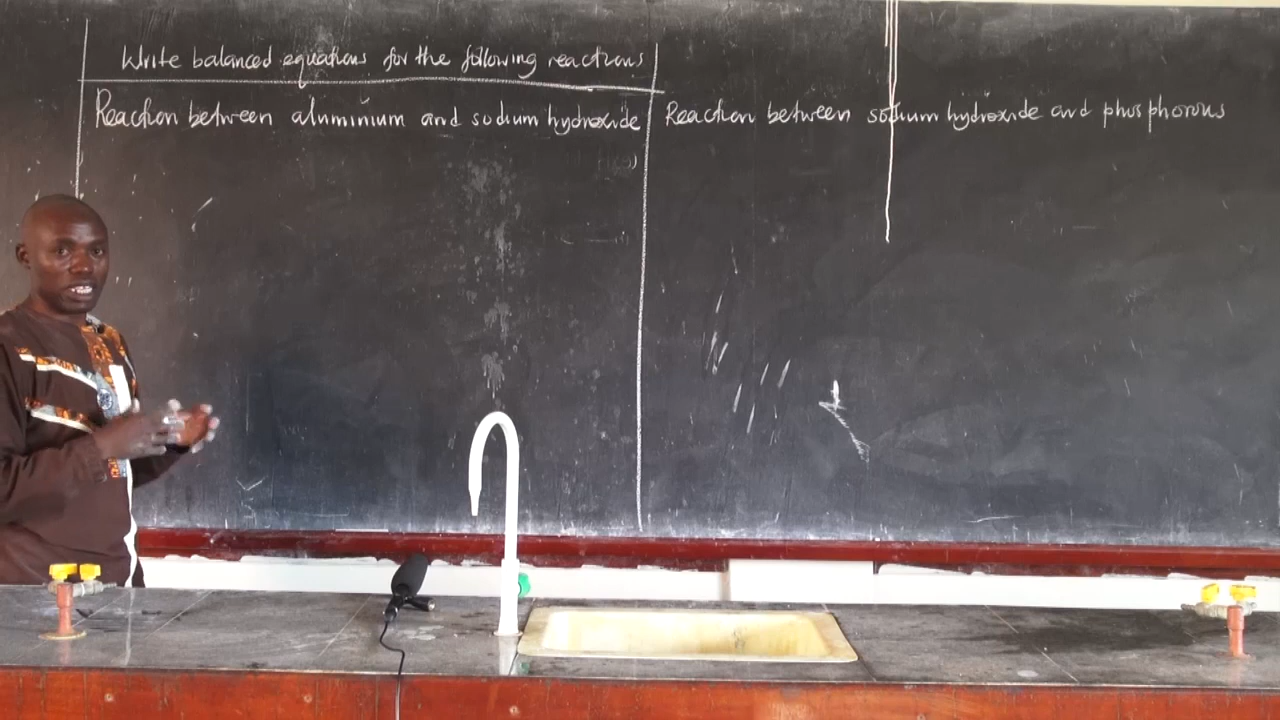 Write balanced equations for the following reactions
Reaction between aluminium and sodium hydroxide
Reaction between sodium hydroxide and phosphorous